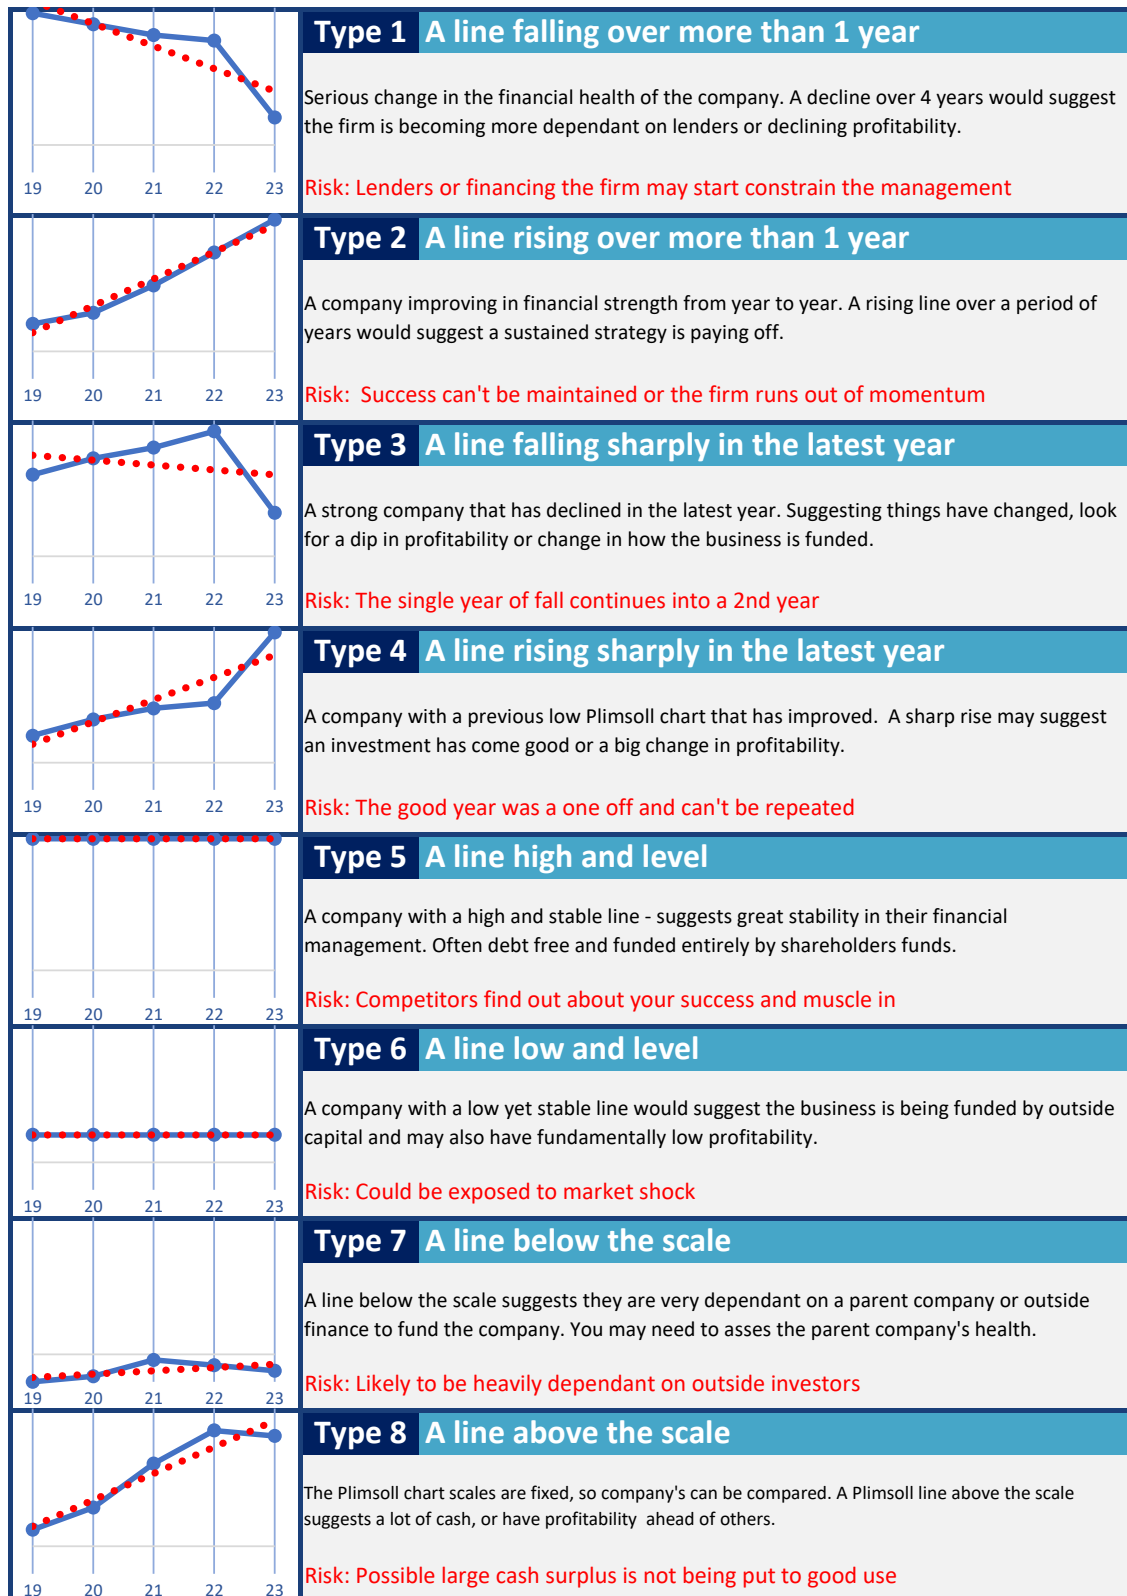 Type 1 A line falling over more than 1 year
Serious change in the financial health of the company. A decline over 4 years would suggest
the firm is becoming more dependant on lenders or declining profitability.
19 20 21 22 23
Risk: Lenders or financing the firm may start constrain the management
Type 2 A line rising over more than 1 year
A company improving in financial strength from year to year. A rising line over a period of
years would suggest a sustained strategy is paying off.
19 20 21 22 23
Risk:  Success can't be maintained or the firm runs out of momentum
Type 3 A line falling sharply in the latest year
A strong company that has declined in the latest year. Suggesting things have changed, look
for a dip in profitability or change in how the business is funded.
19 20 21 22 23
Risk: The single year of fall continues into a 2nd year
Type 4 A line rising sharply in the latest year
A company with a previous low Plimsoll chart that has improved.  A sharp rise may suggest
an investment has come good or a big change in profitability.
19 20 21 22 23
Risk: The good year was a one off and can't be repeated
Type 5 A line high and level
A company with a high and stable line - suggests great stability in their financial
management. Often debt free and funded entirely by shareholders funds.
Risk: Competitors find out about your success and muscle in
19 20 21 22 23
Type 6 A line low and level
A company with a low yet stable line would suggest the business is being funded by outside
capital and may also have fundamentally low profitability.
Risk: Could be exposed to market shock
19 20 21 22 23
Type 7 A line below the scale
A line below the scale suggests they are very dependant on a parent company or outside
finance to fund the company. You may need to asses the parent company's health.
Risk: Likely to be heavily dependant on outside investors
19 20 21 22 23
Type 8 A line above the scale
The Plimsoll chart scales are fixed, so company's can be compared. A Plimsoll line above the scale
suggests a lot of cash, or have profitability  ahead of others.
Risk: Possible large cash surplus is not being put to good use
19 20 21 22 23